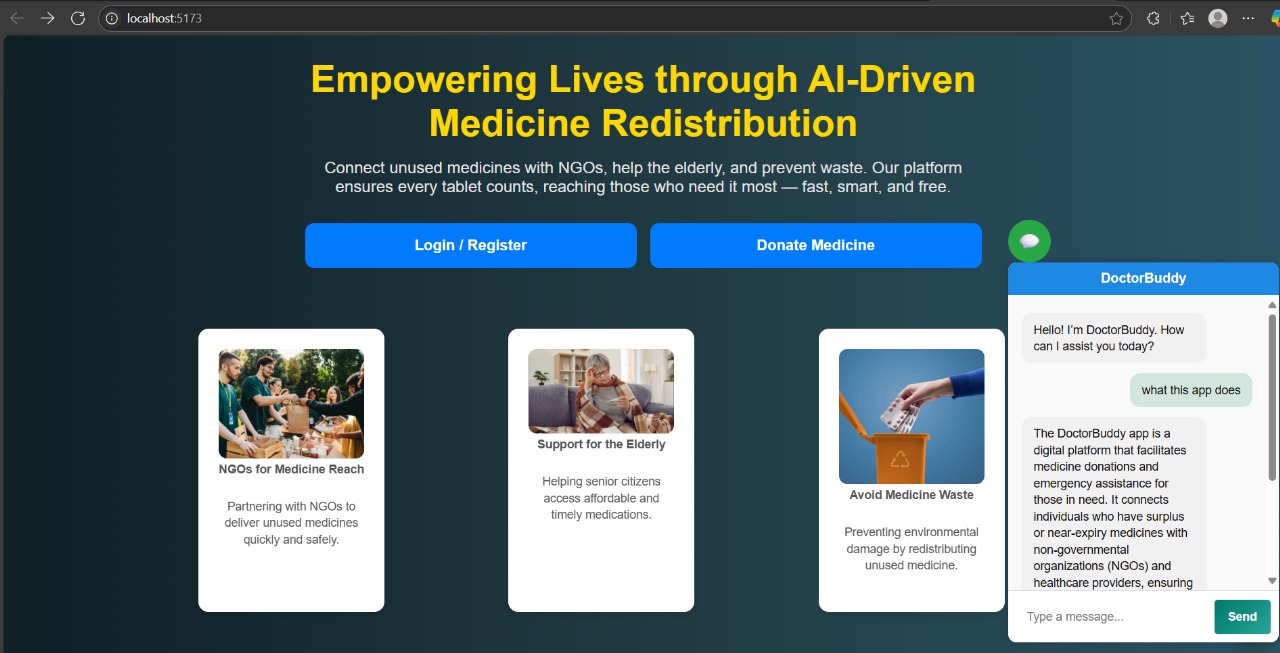 localhost:5173
Empowering Lives through AI-Driven
Medicine Redistribution
Connect unused medicines with NGOs, help the elderly, and prevent waste. Our platform
ensures every tablet counts, reaching those who need it most — fast, smart, and free.
Login / Register
Donate Medicine
NGOs for Medicine Reach
Partnering with NGOs to
deliver unused medicines
quickly and safely.
Support for the Elderly
Helping senior citizens
access affordable and
timely medications.
Avoid Medicine Waste
Preventing environmental
damage by redistributing
unused medicine.
DoctorBuddy
Hello! I'm DoctorBuddy. How
can I assist you today?
what this app does
The DoctorBuddy app is a
digital platform that facilitates
medicine donations and
emergency assistance for
those in need. It connects
individuals who have surplus
or near-expiry medicines with
non-governmental
organizations (NGOs) and
healthcare providers, ensuring
Type a message...
Send